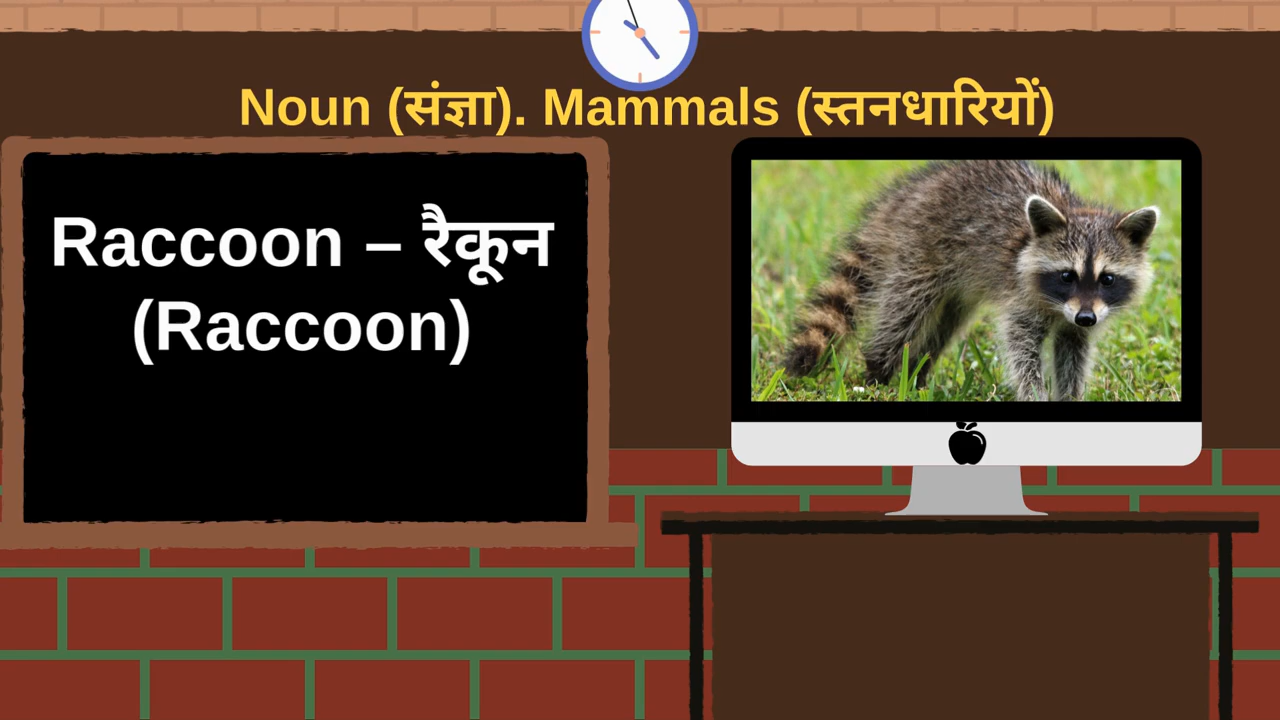 Noun (संज्ञा). Mammals (स्तनधारियों)
Raccoon – रैकून
(Raccoon)